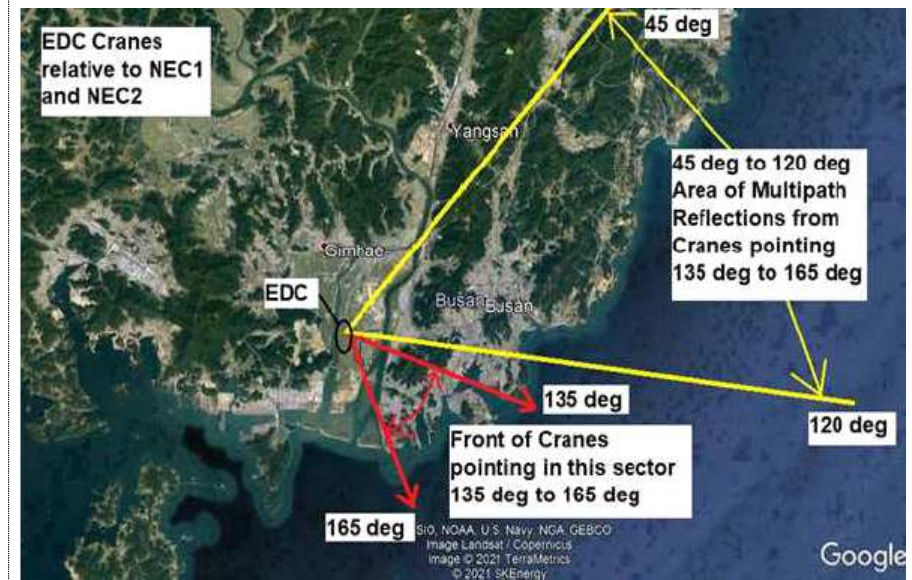 EDC Cranes
relative to NEC1
and NEC2
45 deg
Yangsan
45 deg to 120 deg
Area of Multipath
Reflections from
Cranes pointing
135 deg to 165 deg
Gimhae
EDC
Busan
Busan
135 deg
120 deg
Front of Cranes
pointing in this sector
135 deg to 165 deg
165 deg
SIO, NOAA, U.S. Navy, NGA, GEBCO
Image Landsat / Copernicus
Image © 2021 TerraMetrics
© 2021 SKEnergy
Google